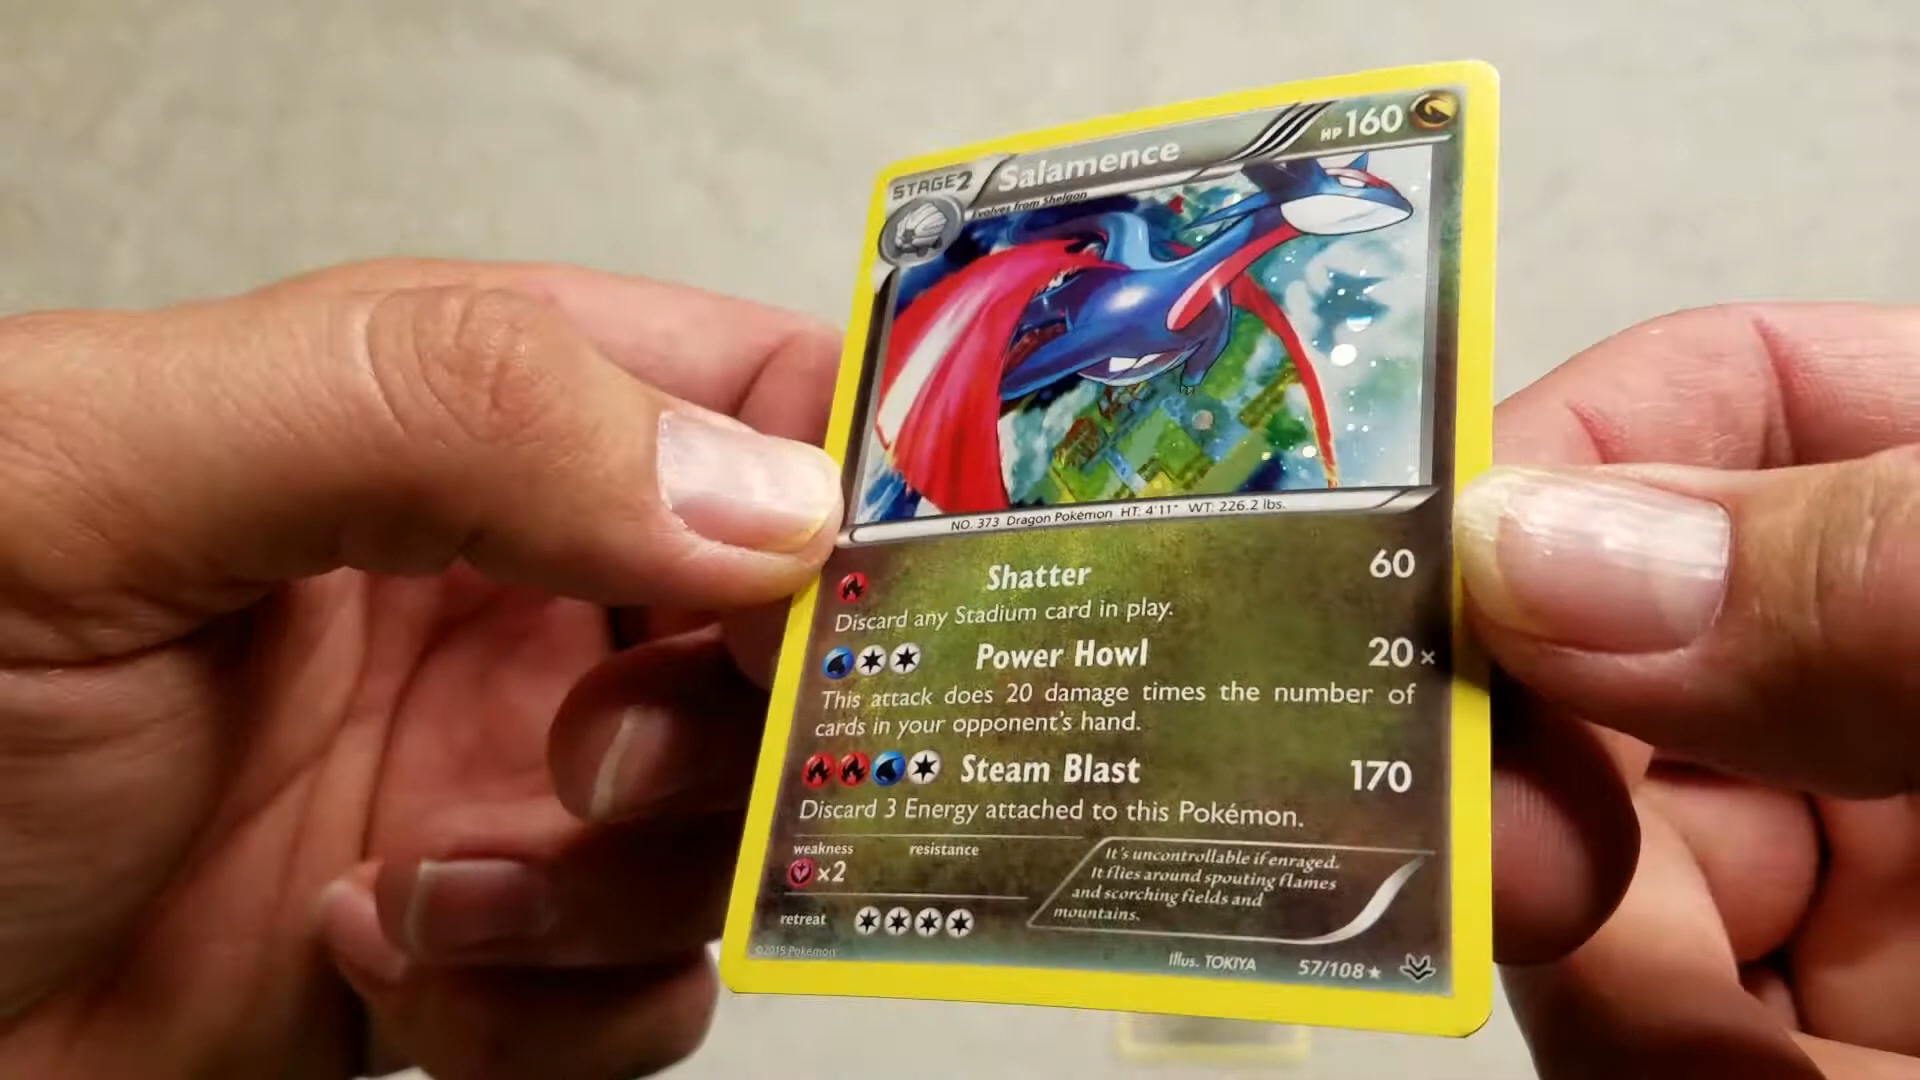 STAGE2 Salamence HP160
Evolves from Shelgon
NO. 373 Dragon Pokémon HT: 4'11" WT: 226.2 lbs.
Shatter 60
Discard any Stadium card in play.
Power Howl 20×
This attack does 20 damage times the number of
cards in your opponent's hand.
Steam Blast 170
Discard 3 Energy attached to this Pokémon.
weakness resistance
×2
retreat
It's uncontrollable if enraged.
It flies around spouting flames
and scorching fields and
mountains.
©2015 Pokémon
Illus. TOKIYA 57/108★